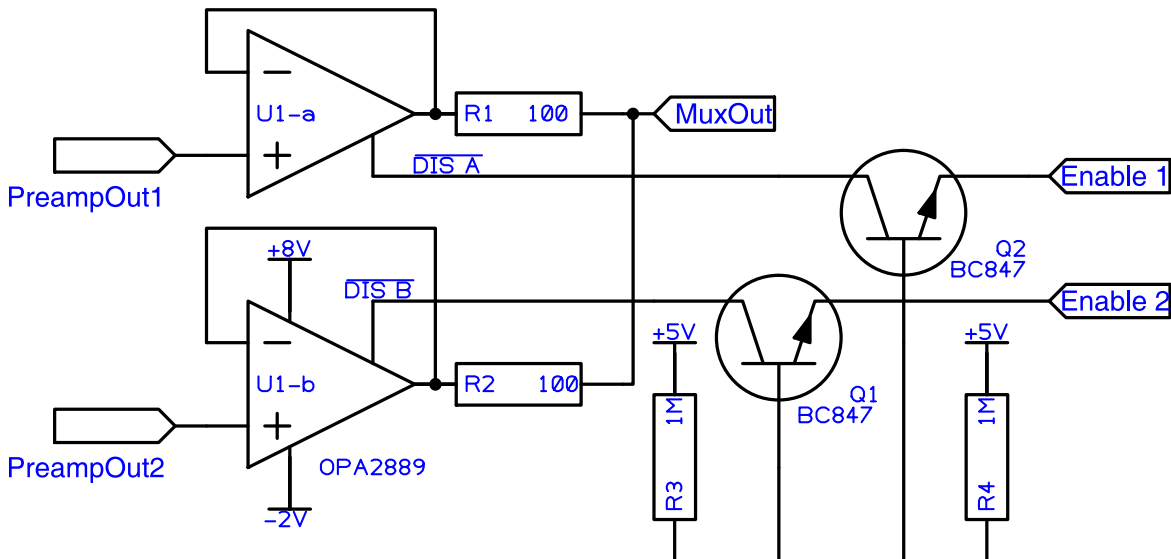 U1-a
R1 100
MuxOut
PreampOut1
DIS A
Enable 1
Q2
BC847
+8V
DIS B
Enable 2
+5V
+5V
U1-b
R2 100
Q1
BC847
1M
1M
PreampOut2
OPA2889
R3
R4
-2V